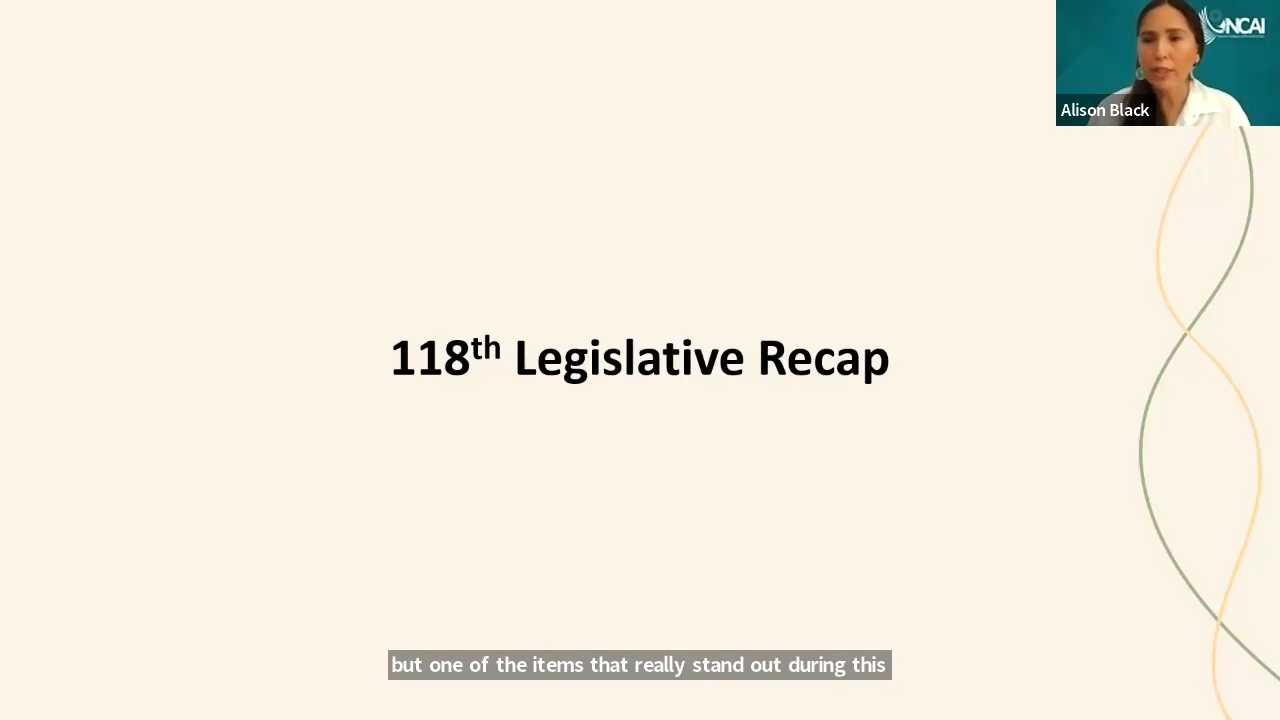 NCAI
Alison Black
118th Legislative Recap
but one of the items that really stand out during this